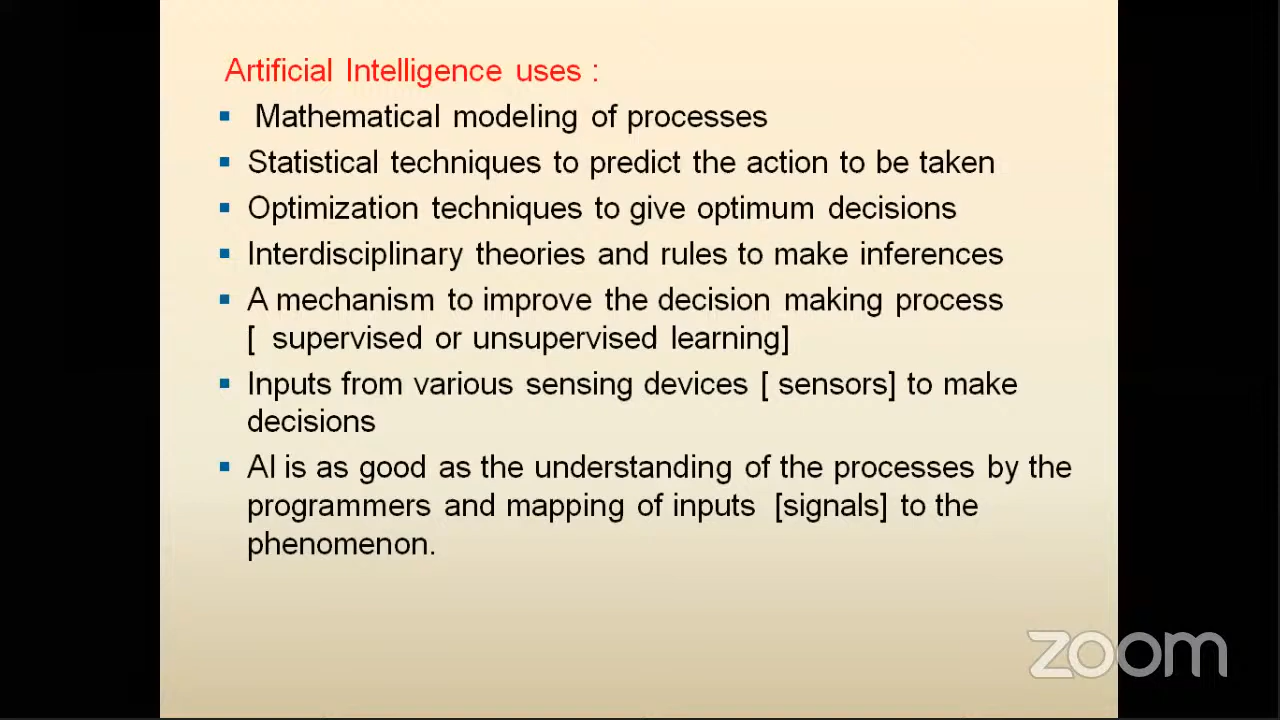 Artificial Intelligence uses :
▪ Mathematical modeling of processes
▪ Statistical techniques to predict the action to be taken
▪ Optimization techniques to give optimum decisions
▪ Interdisciplinary theories and rules to make inferences
▪ A mechanism to improve the decision making process
[ supervised or unsupervised learning]
▪ Inputs from various sensing devices [ sensors] to make
decisions
▪ AI is as good as the understanding of the processes by the
programmers and mapping of inputs [signals] to the
phenomenon.
zoom